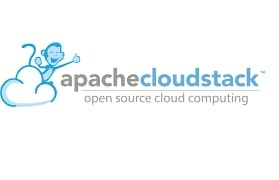 apachecloudstack™
open source cloud computing